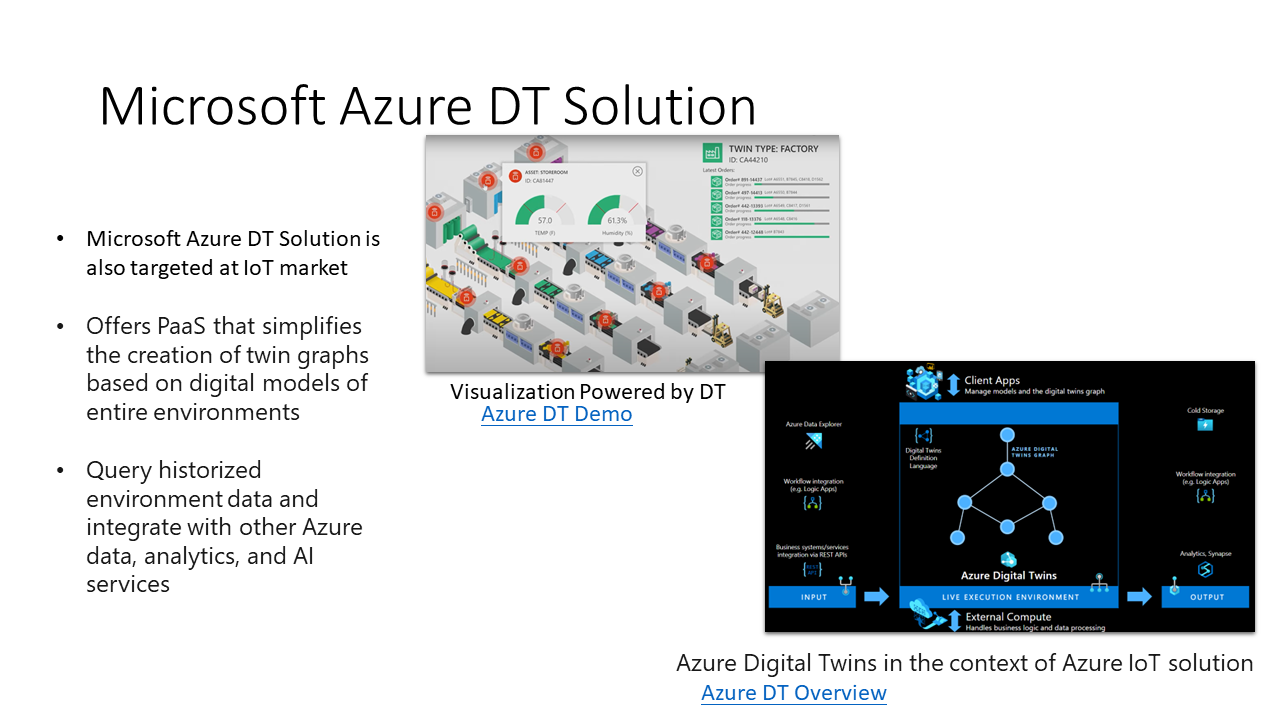 Microsoft Azure DT Solution
• Microsoft Azure DT Solution is
also targeted at IoT market
• Offers PaaS that simplifies
the creation of twin graphs
based on digital models of
entire environments
• Query historized
environment data and
integrate with other Azure
data, analytics, and AI
services
ASSET: STOREROOM
ID: CA81447
57.0
TEMP (F)
61.3%
Humidity (%)
TWIN TYPE: FACTORY
ID: CA44210
Latest Orders:
Order# 891-14437
Order progress
Order# 497-14413
Order progress
Order# 442-13393
Order progress
Order# 118-13376
Order progress
Order# 442-12448
Order progress
Visualization Powered by DT
Azure DT Demo
Client Apps
Manage models and the digital twins graph
Azure Data Explorer
Workflow integration
(e.g. Logic Apps)
Business systems/services
integration via REST APIs
REST
API
INPUT
Digital Twins
Definition
Language
AZURE DIGITAL
TWINS GRAPH
Azure Digital Twins
LIVE EXECUTION ENVIRONMENT
External Compute
Handles business logic and data processing
Cold Storage
Workflow integration
(e.g. Logic Apps)
Analytics, Synapse
OUTPUT
Azure Digital Twins in the context of Azure IoT solution
Azure DT Overview